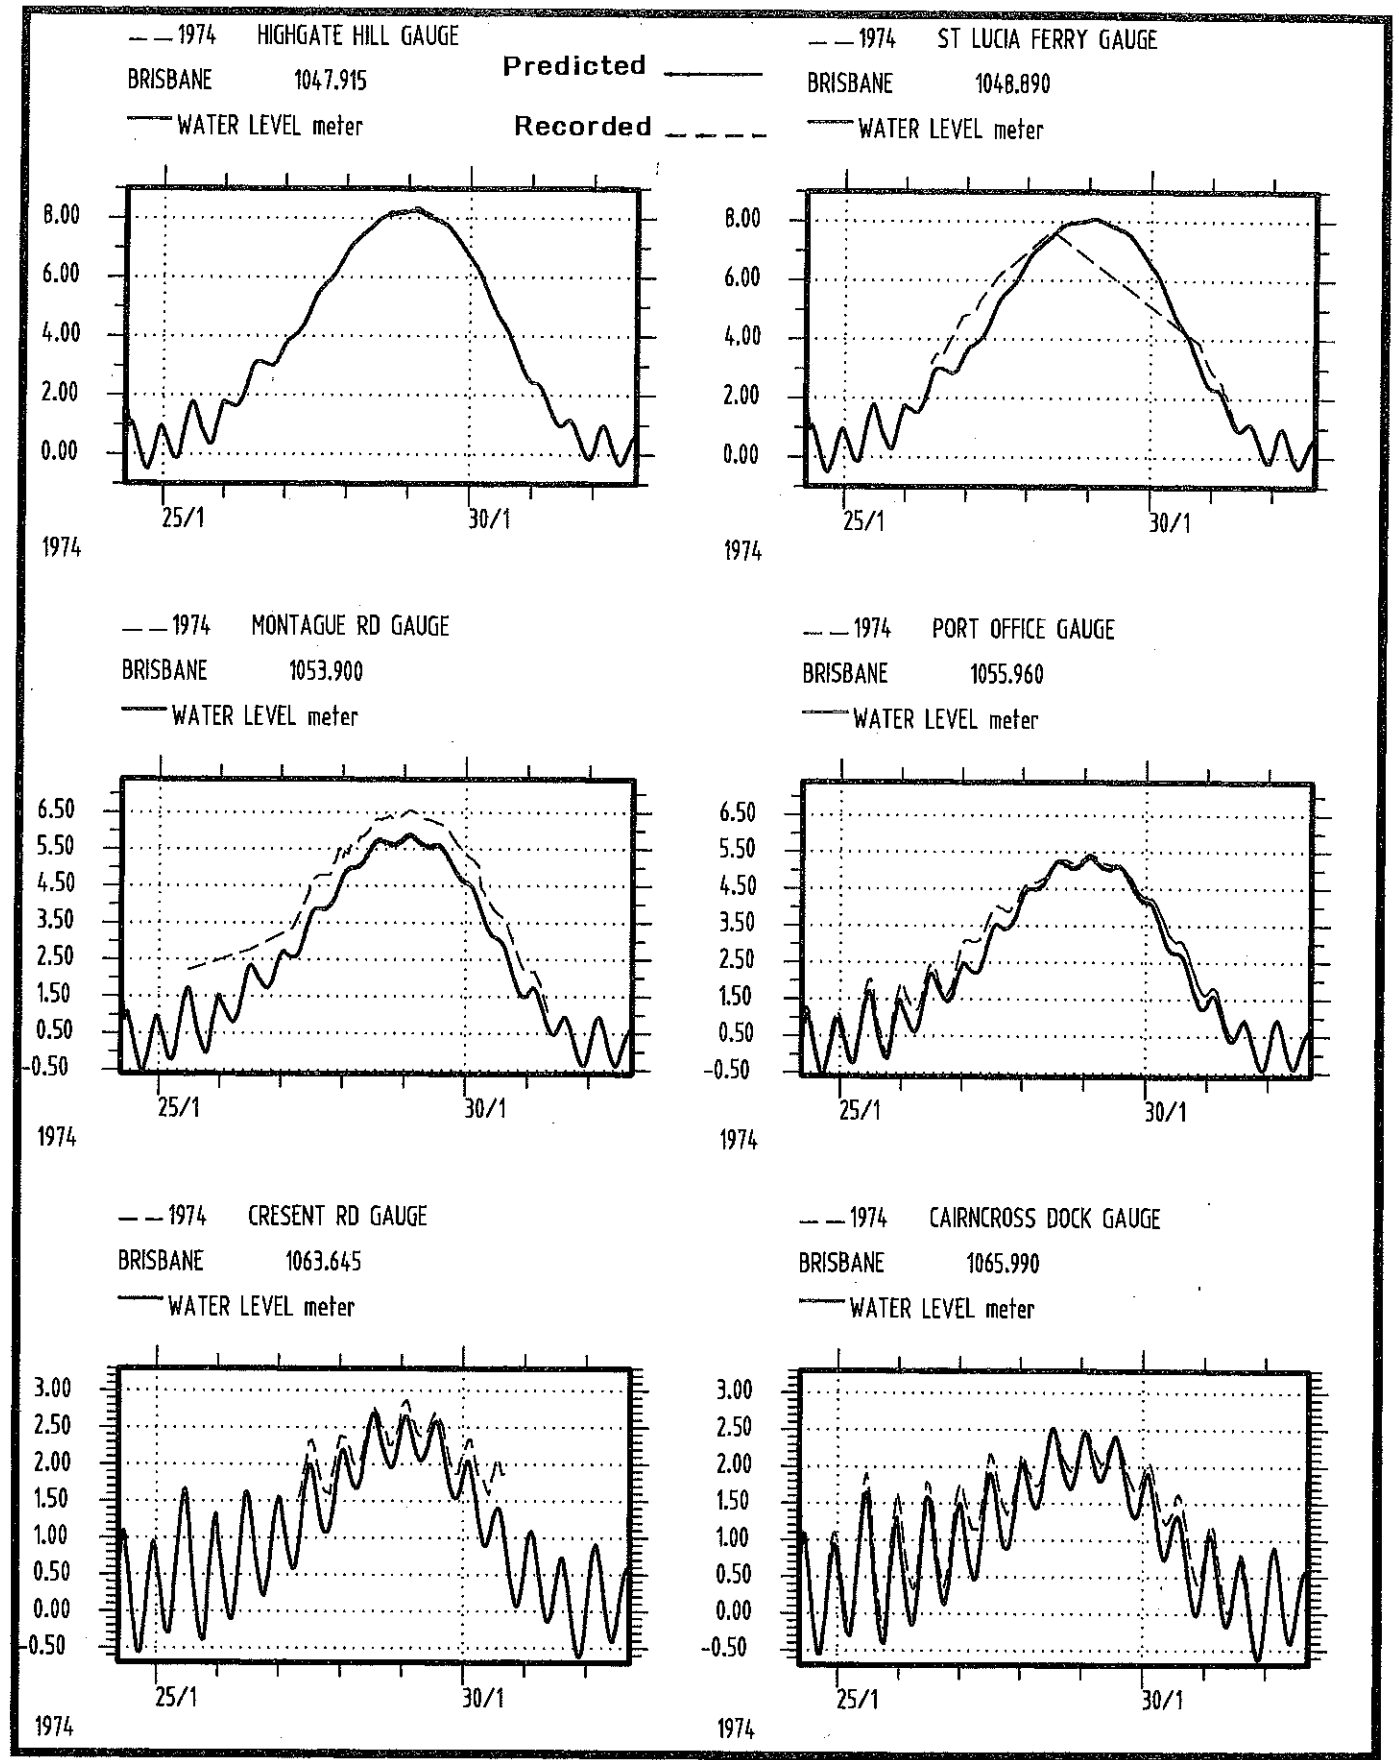 — — 1974 HIGHGATE HILL GAUGE
BRISBANE 1047.915
WATER LEVEL meter
Predicted
Recorded
— — 1974 ST LUCIA FERRY GAUGE
BRISBANE 1048.890
WATER LEVEL meter
8.00
6.00
4.00
2.00
0.00
25/1 30/1
1974
8.00
6.00
4.00
2.00
0.00
25/1 30/1
1974
— — 1974 MONTAGUE RD GAUGE
BRISBANE 1053.900
WATER LEVEL meter
— — 1974 PORT OFFICE GAUGE
BRISBANE 1055.960
WATER LEVEL meter
6.50
5.50
4.50
3.50
2.50
1.50
0.50
-0.50
25/1 30/1
1974
6.50
5.50
4.50
3.50
2.50
1.50
0.50
-0.50
25/1 30/1
1974
— — 1974 CRESENT RD GAUGE
BRISBANE 1063.645
WATER LEVEL meter
— — 1974 CAIRNCROSS DOCK GAUGE
BRISBANE 1065.990
WATER LEVEL meter
3.00
2.50
2.00
1.50
1.00
0.50
0.00
-0.50
25/1 30/1
1974
3.00
2.50
2.00
1.50
1.00
0.50
0.00
-0.50
25/1 30/1
1974